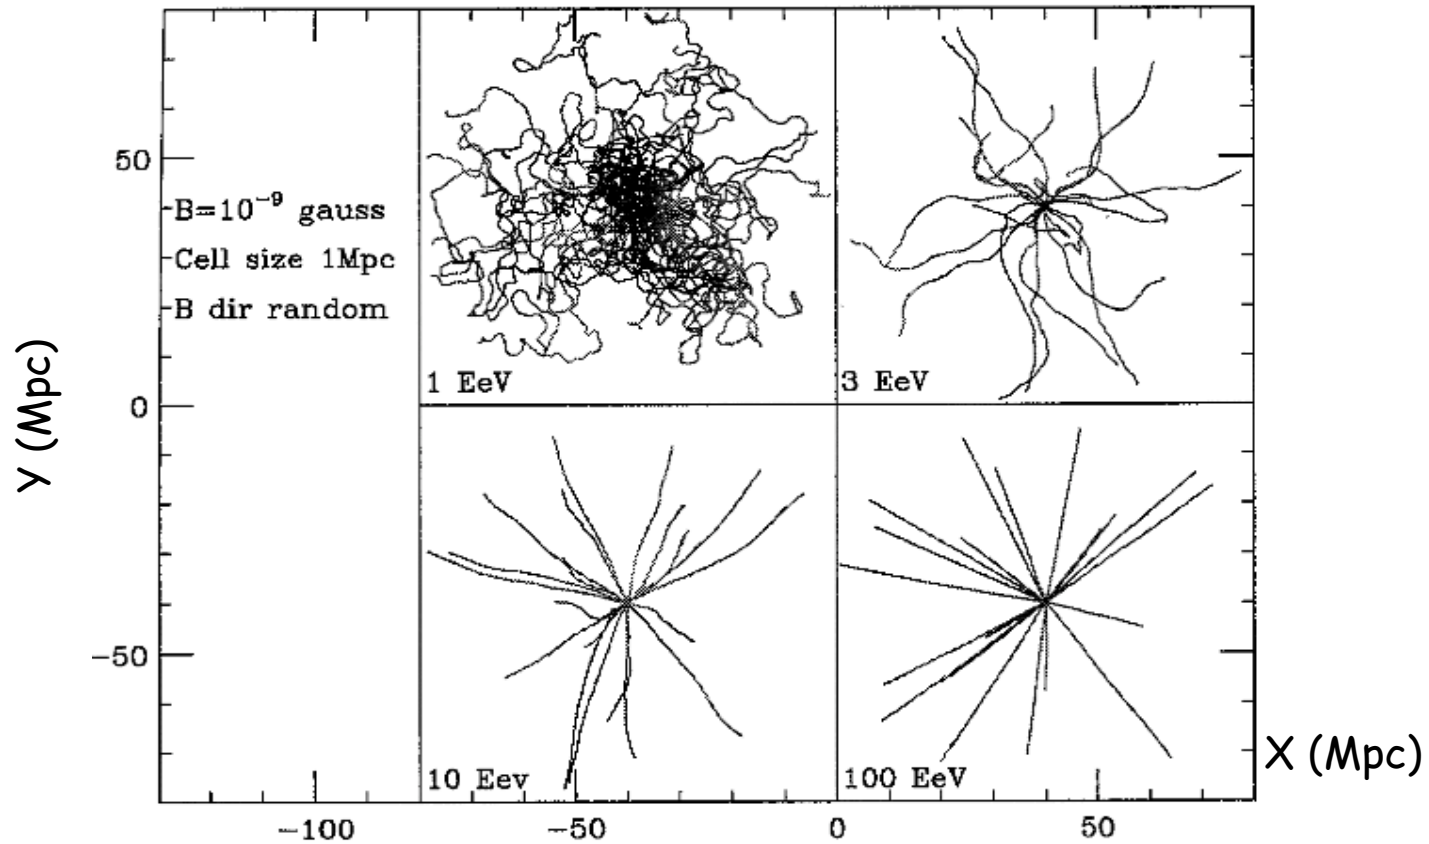 50
B=10⁻⁹ gauss
Cell size 1Mpc
B dir random
1 EeV
3 EeV
0
Y (Mpc)
-50
10 Eev
100 EeV
X (Mpc)
-100
-50
0
50